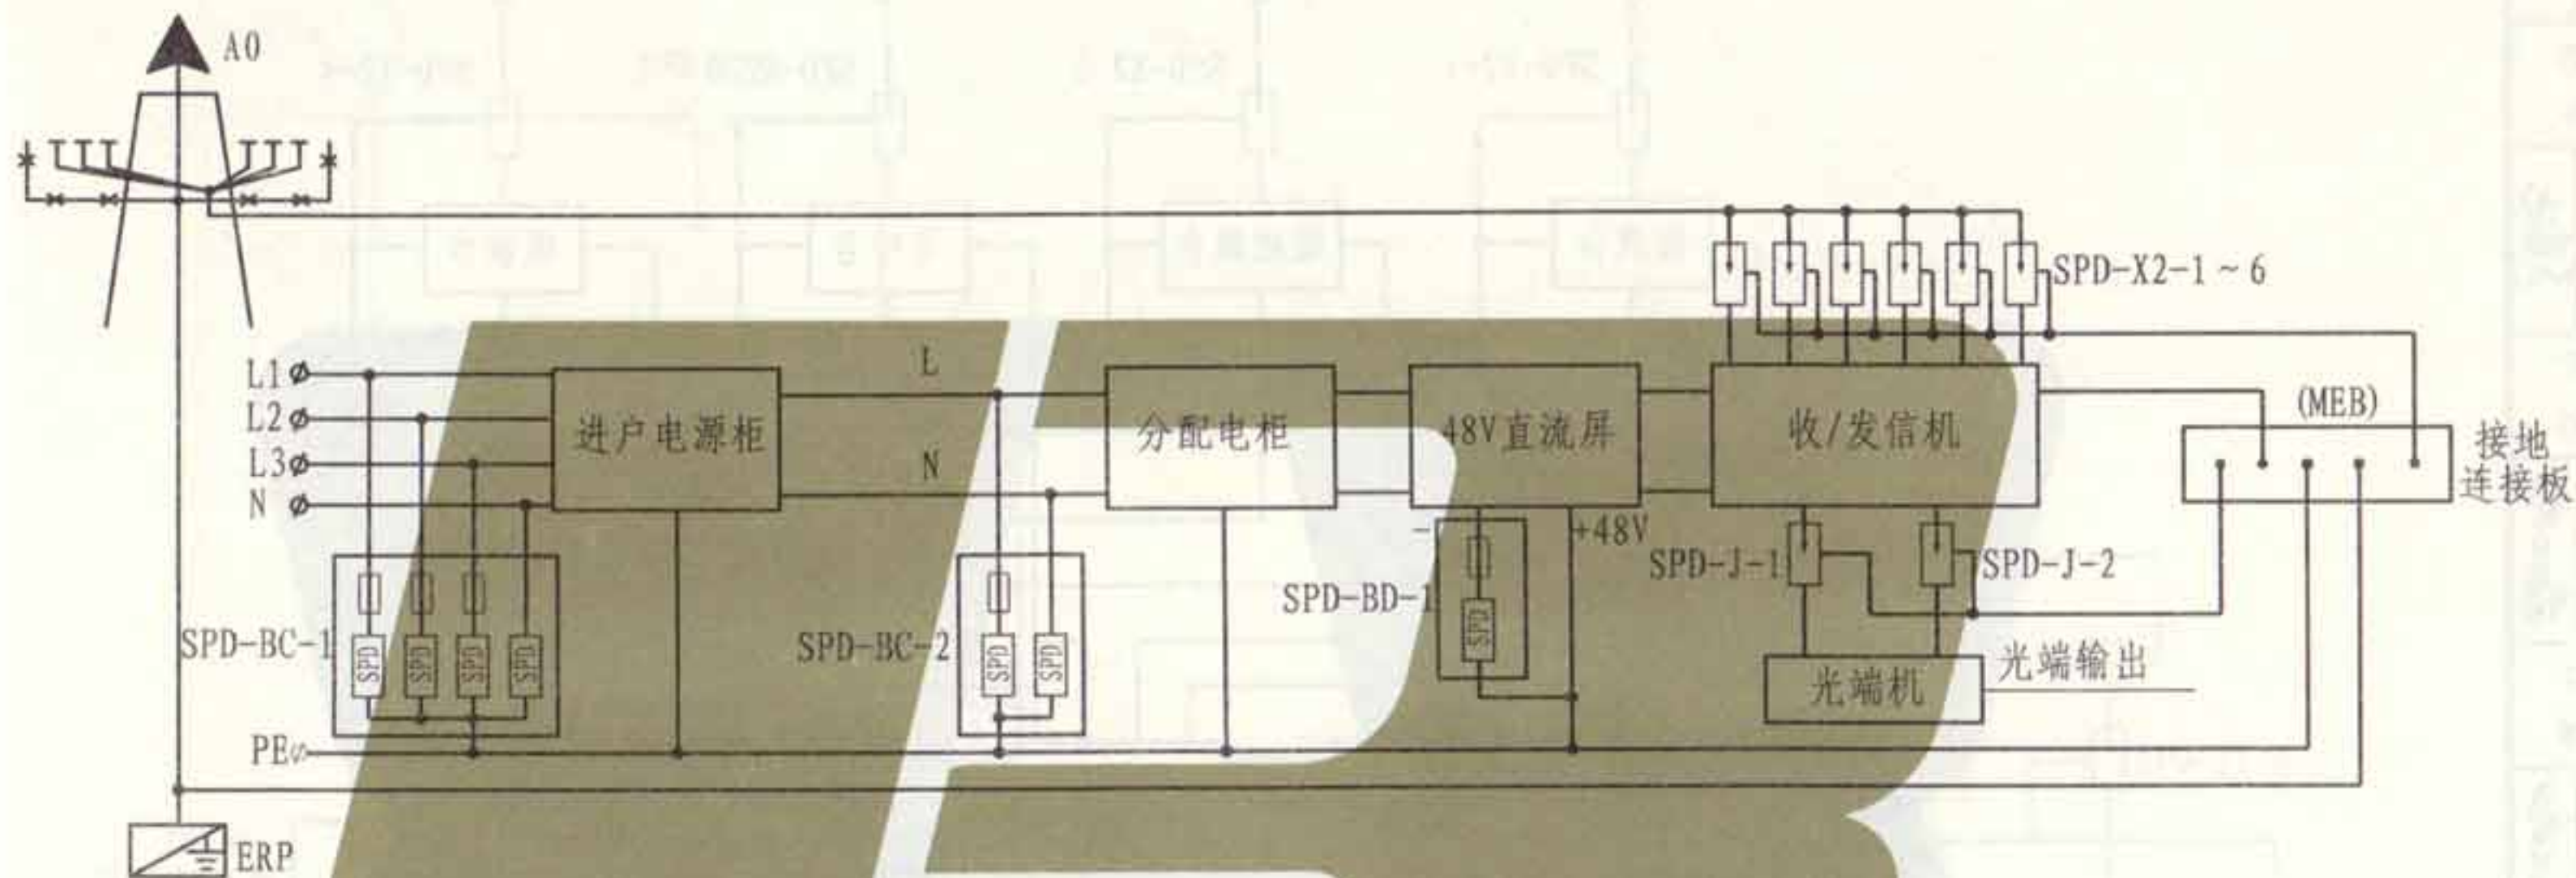 A0
SPD-X2-1～6
L1
L2
L3
N
进户电源柜
L
N
分配电柜
48V直流屏
收/发信机
(MEB)
接地
连接板
-
+48V
SPD-BC-1
SPD
SPD
SPD
SPD
SPD-BC-2
SPD
SPD
SPD-BD-1
SPD
SPD-J-1
SPD-J-2
光端机
光端输出
PE
ERP